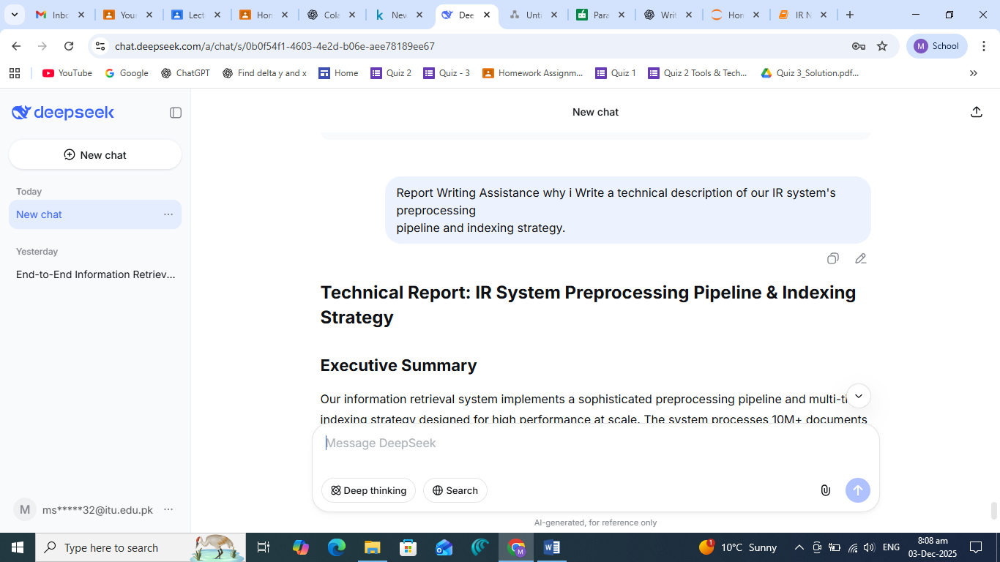 Inbc
Your
Lect
Hon
Cola
New
Dee
Unti
Para
Writ
Hon
IR N
chat.deepseek.com/a/chat/s/0b0f54f1-4603-4e2d-b06e-aee78189ee67
M School
YouTube
Google
ChatGPT
Find delta y and x
Home
Quiz 2
Quiz - 3
Homework Assignm...
Quiz 1
Quiz 2 Tools & Tech...
Quiz 3_Solution.pdf...
deepseek
New chat
New chat
Today
New chat
Yesterday
End-to-End Information Retriev...
Report Writing Assistance why i Write a technical description of our IR system's
preprocessing
pipeline and indexing strategy.
Technical Report: IR System Preprocessing Pipeline & Indexing
Strategy
Executive Summary
Our information retrieval system implements a sophisticated preprocessing pipeline and multi-ti
indexing strategy designed for high performance at scale. The system processes 10M+ documents
Message DeepSeek
Deep thinking
Search
AI-generated, for reference only
M ms*****32@itu.edu.pk
Type here to search
1
10°C Sunny
ENG
8:08 am
03-Dec-2025